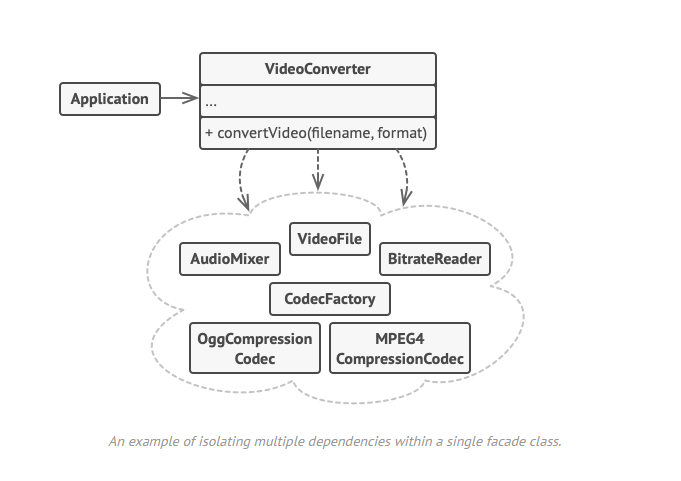 VideoConverter
Application
...
+ convertVideo(filename, format)
VideoFile
AudioMixer
BitrateReader
CodecFactory
OggCompression
Codec
MPEG4
CompressionCodec
An example of isolating multiple dependencies within a single facade class.